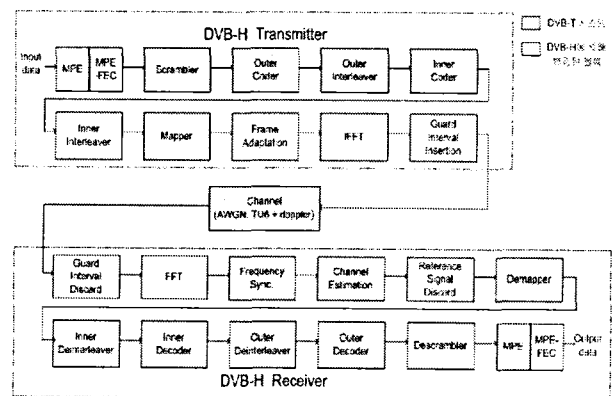 DVB-H Transmitter
Input
data
MPE
MPE
-FEC
Scrambler
Outer
Coder
Outer
Interleaver
Inner
Coder
Inner
Interleaver
Mapper
Frame
Adaptation
IFFT
Guard
Interval
Insertion
DVB-T
DVB-H
Channel
(AWGN, TU6 + doppler)
Guard
Interval
Discard
FFT
Frequency
Sync.
Channel
Estimation
Reference
Signal
Discard
Demapper
Inner
Deinterleaver
Inner
Decoder
Outer
Deinterleaver
Outer
Decoder
Descrambler
MPE
MPE-
FEC
Output
data
DVB-H Receiver